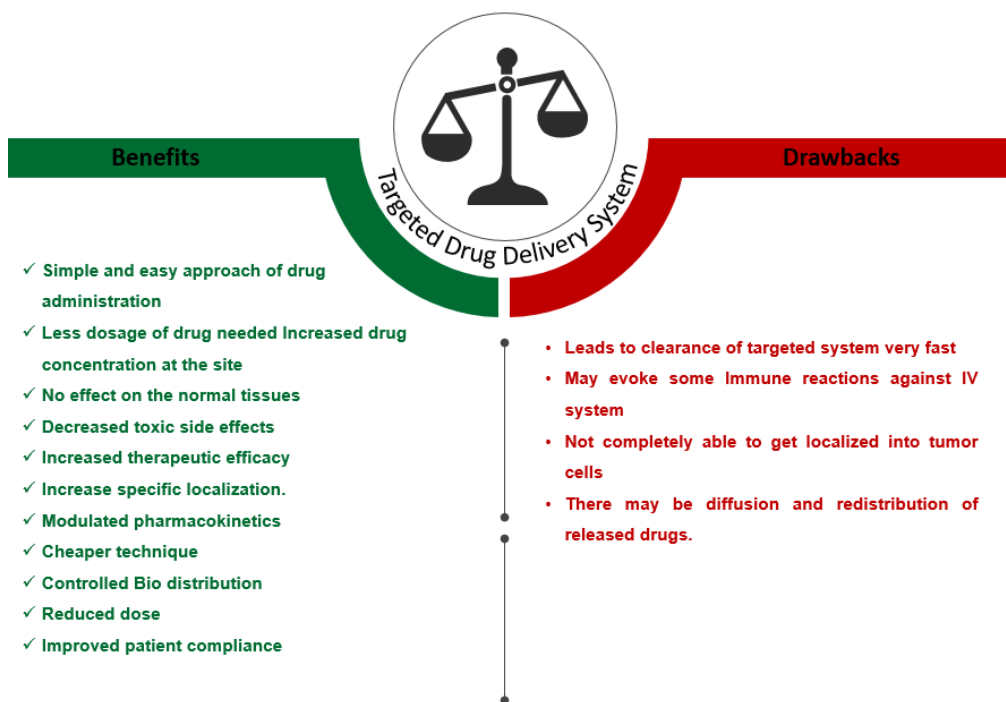 Benefits
Drawbacks
Targeted Drug Delivery System
✓ Simple and easy approach of drug
administration
✓ Less dosage of drug needed Increased drug
concentration at the site
✓ No effect on the normal tissues
✓ Decreased toxic side effects
✓ Increased therapeutic efficacy
✓ Increase specific localization.
✓ Modulated pharmacokinetics
✓ Cheaper technique
✓ Controlled Bio distribution
✓ Reduced dose
✓ Improved patient compliance
• Leads to clearance of targeted system very fast
• May evoke some Immune reactions against IV
system
• Not completely able to get localized into tumor
cells
• There may be diffusion and redistribution of
released drugs.